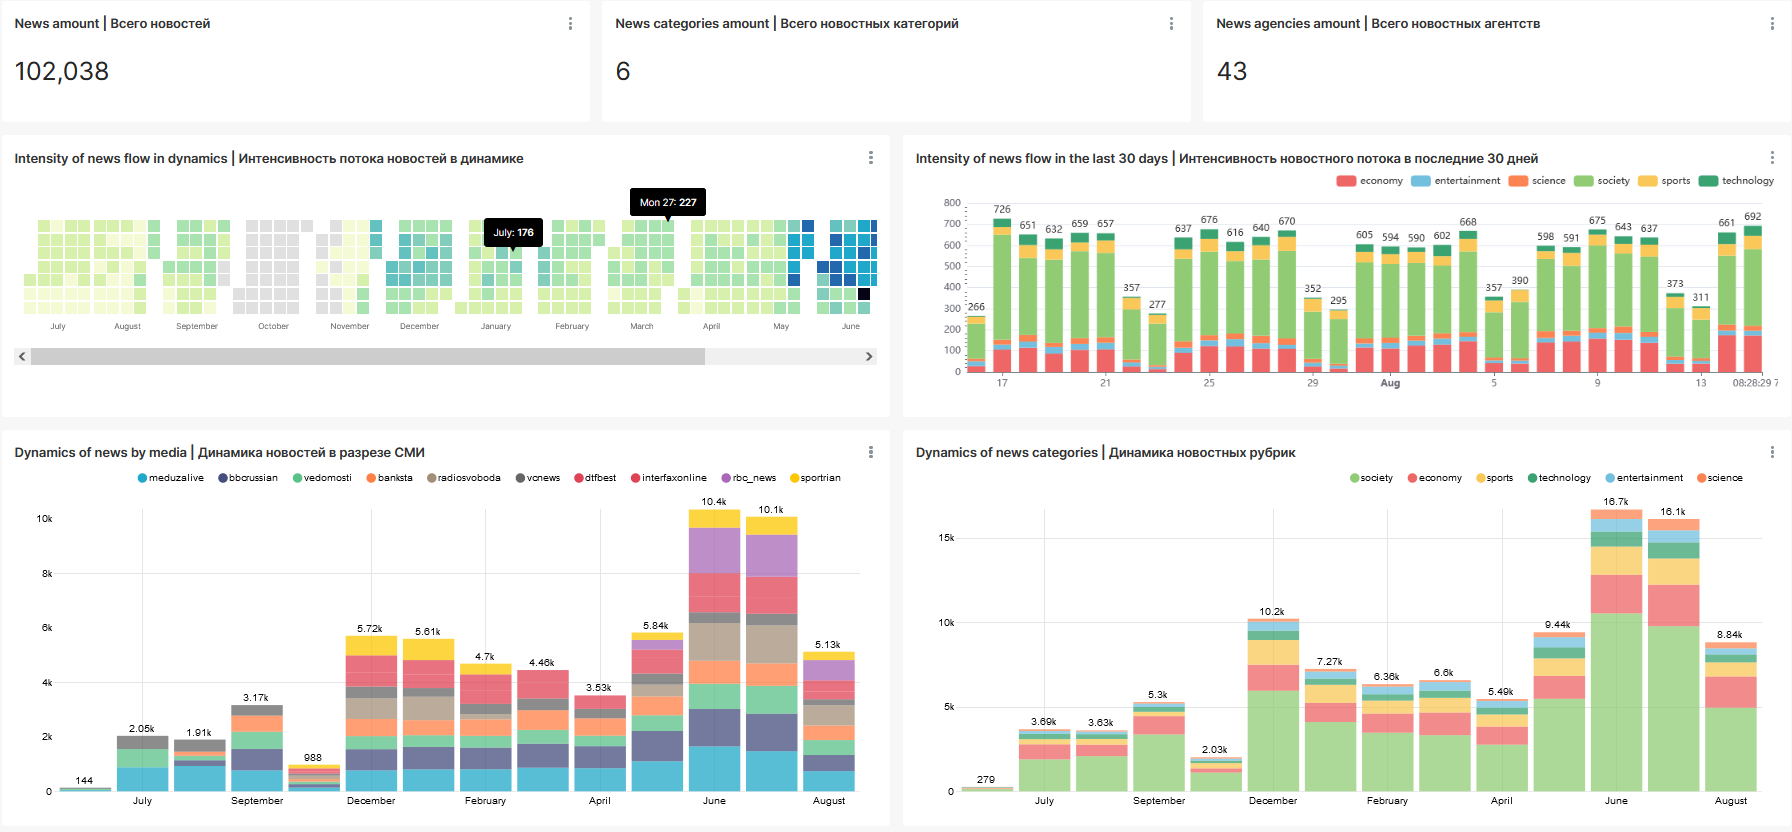 News amount | Всего новостей
102,038
News categories amount | Всего новостных категорий
6
News agencies amount | Всего новостных агентств
43
Intensity of news flow in dynamics | Интенсивность потока новостей в динамике
Mon 27: 227
July: 176
July August September October November December January February March April May June
Intensity of news flow in the last 30 days | Интенсивность новостного потока в последние 30 дней
economy entertainment science society sports technology
800
700
600
500
400
300
200
100
0
266 726 651 632 659 657 357 277 637 676 616 640 670 352 295 605 594 590 602 668 357 390 598 591 675 643 637 373 311 661 692
17 21 25 29 Aug 5 9 13 08:28:29
Dynamics of news by media | Динамика новостей в разрезе СМИ
meduzalive bbcrussian vedomosti banksta radiosvoboda vcnews dtfbest interfaxonline rbc_news sportrian
10k
8k
6k
4k
2k
0
144 2.05k 1.91k 3.17k 988 5.72k 5.61k 4.7k 4.46k 3.53k 5.84k 10.4k 10.1k 5.13k
July September December February April June August
Dynamics of news categories | Динамика новостных рубрик
society economy sports technology entertainment science
15k
10k
5k
0
279 3.69k 3.63k 5.3k 2.03k 10.2k 7.27k 6.36k 6.6k 5.49k 9.44k 16.7k 16.1k 8.84k
July September December February April June August